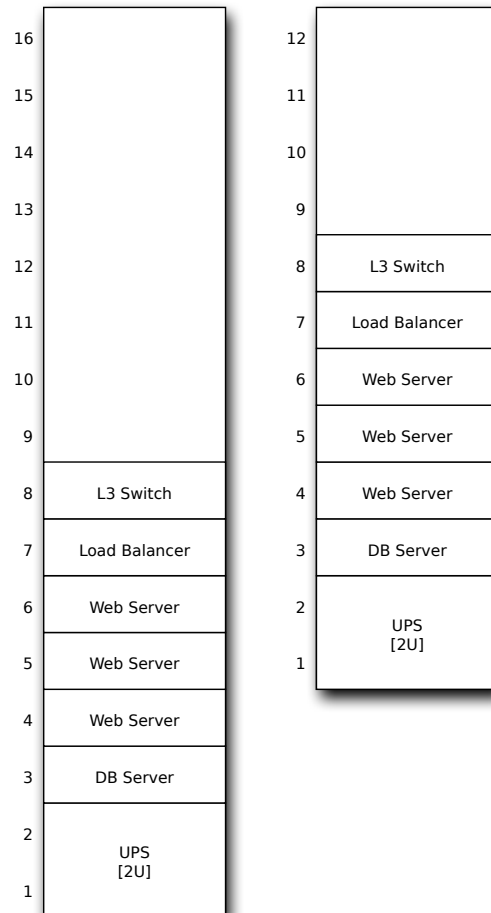 16
15
14
13
12
11
10
9
8 L3 Switch
7 Load Balancer
6 Web Server
5 Web Server
4 Web Server
3 DB Server
2
UPS
[2U]
1
12
11
10
9
8 L3 Switch
7 Load Balancer
6 Web Server
5 Web Server
4 Web Server
3 DB Server
2
UPS
[2U]
1